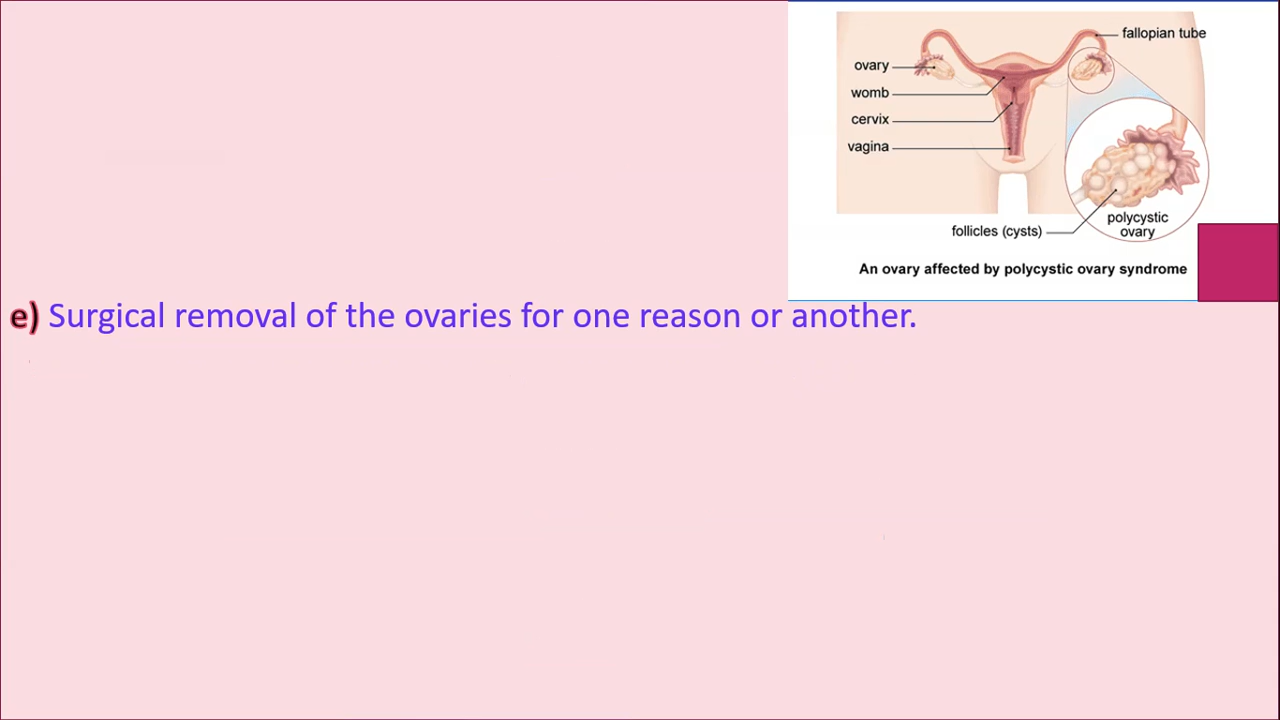 fallopian tube
ovary
womb
cervix
vagina
follicles (cysts)
polycystic
ovary
An ovary affected by polycystic ovary syndrome
e) Surgical removal of the ovaries for one reason or another.